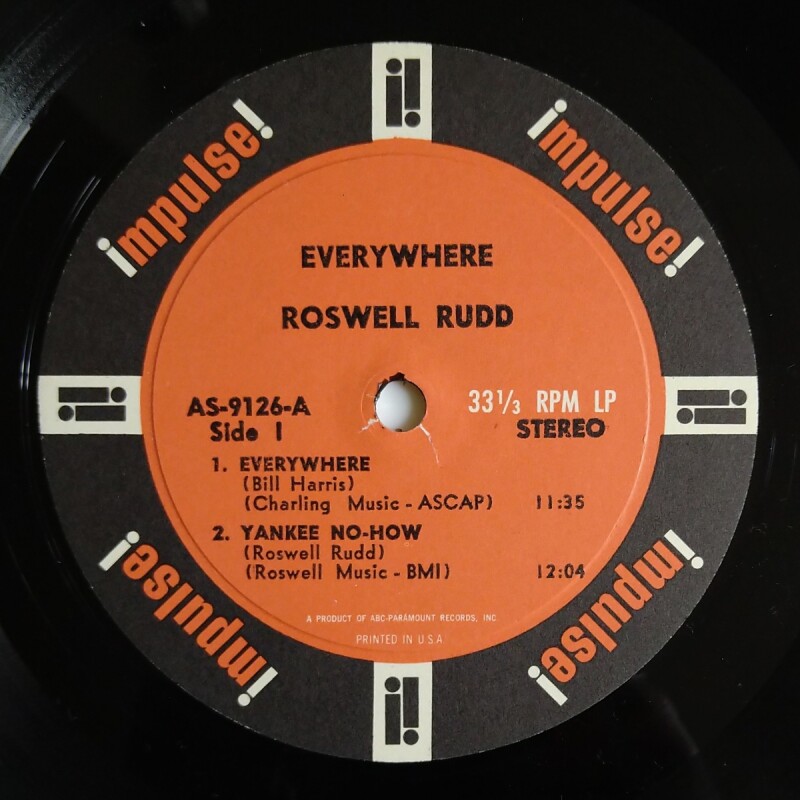 impulse!
impulse!
EVERYWHERE
ROSWELL RUDD
AS-9126-A
33 1/3 RPM LP
Side 1
STEREO
1. EVERYWHERE
(Bill Harris)
(Charling Music - ASCAP) 11:35
2. YANKEE NO-HOW
(Roswell Rudd)
(Roswell Music - BMI) 12:04
A PRODUCT OF ABC-PARAMOUNT RECORDS, INC.
PRINTED IN U.S.A.
impulse!
impulse!